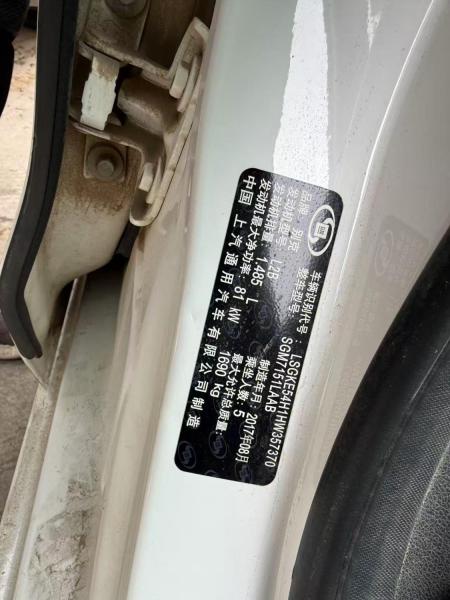 车辆识别代号: LSGKE54H1HW357370
整车型号: SGM7151LAAB
品牌: 别克
制造年月: 2017年08月
发动机型号: L2B
乘坐人数: 5
发动机排量: 1.485 L
最大允许总质量: 1690 kg
发动机最大净功率: 81 kW
中国 上汽通用汽车有限公司制造